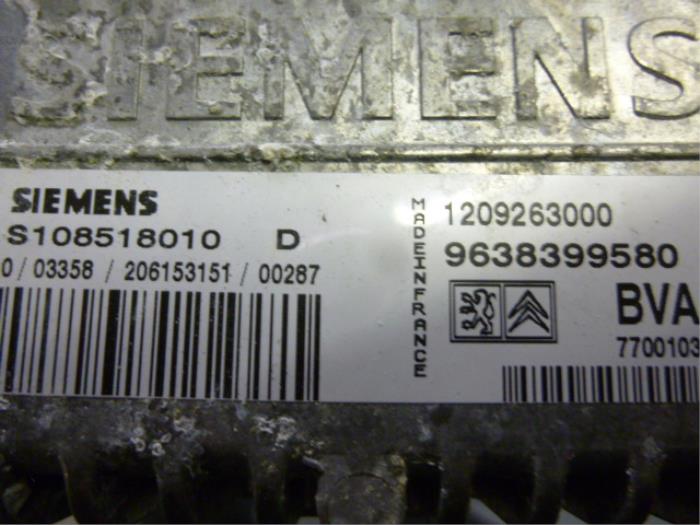 SIEMENS
SIEMENS
S108518010 D
0 / 03358 / 206153151 / 00287
MADEINFRANCE
1209263000
9638399580
BVA
7700103